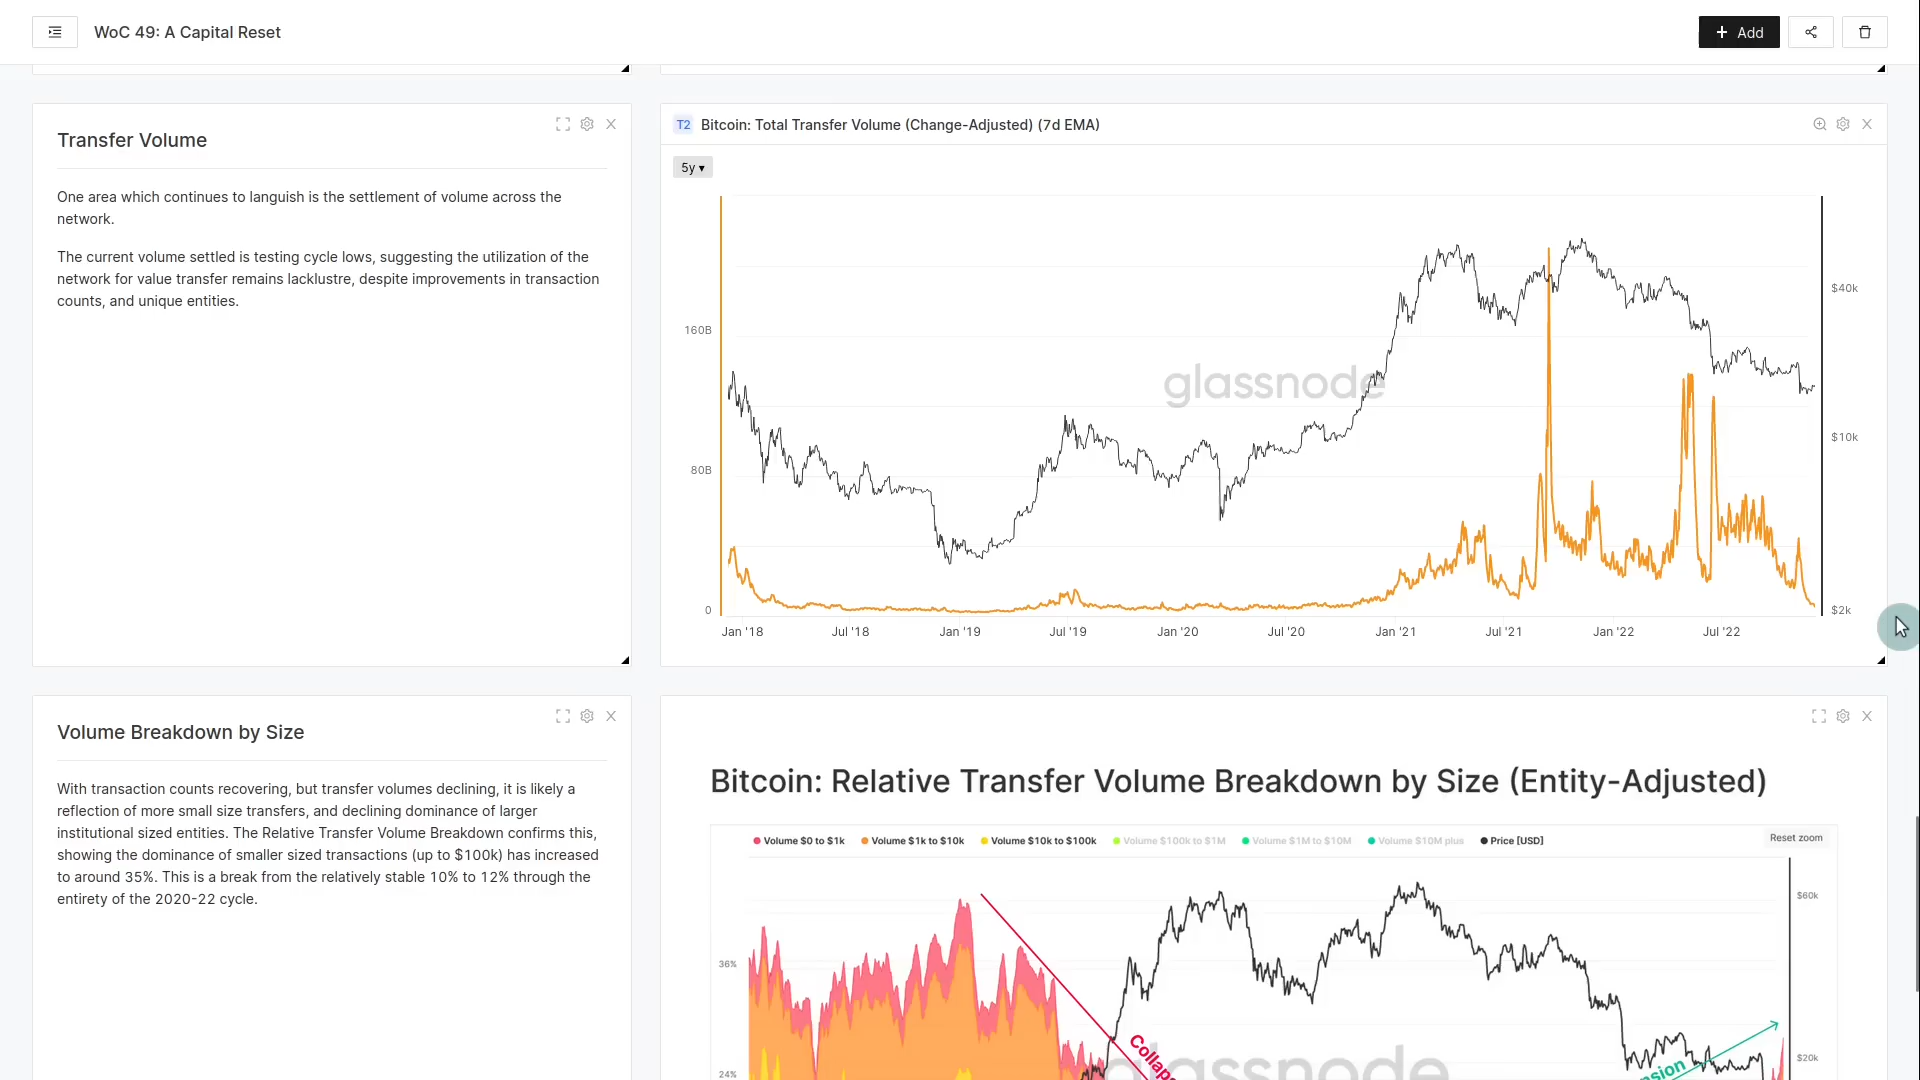 WoC 49: A Capital Reset
+ Add
Transfer Volume
One area which continues to languish is the settlement of volume across the
network.
The current volume settled is testing cycle lows, suggesting the utilization of the
network for value transfer remains lacklustre, despite improvements in transaction
counts, and unique entities.
T2 Bitcoin: Total Transfer Volume (Change-Adjusted) (7d EMA)
5y ▾
160B
80B
0
$40k
$10k
$2k
glassnode
Jan '18 Jul '18 Jan '19 Jul '19 Jan '20 Jul '20 Jan '21 Jul '21 Jan '22 Jul '22
Volume Breakdown by Size
With transaction counts recovering, but transfer volumes declining, it is likely a
reflection of more small size transfers, and declining dominance of larger
institutional sized entities. The Relative Transfer Volume Breakdown confirms this,
showing the dominance of smaller sized transactions (up to $100k) has increased
to around 35%. This is a break from the relatively stable 10% to 12% through the
entirety of the 2020-22 cycle.
Bitcoin: Relative Transfer Volume Breakdown by Size (Entity-Adjusted)
Volume $0 to $1k Volume $1k to $10k Volume $10k to $100k Volume $100k to $1M Volume $1M to $10M Volume $10M plus Price [USD]
Reset zoom
36%
24%
$60k
$20k
glassnode